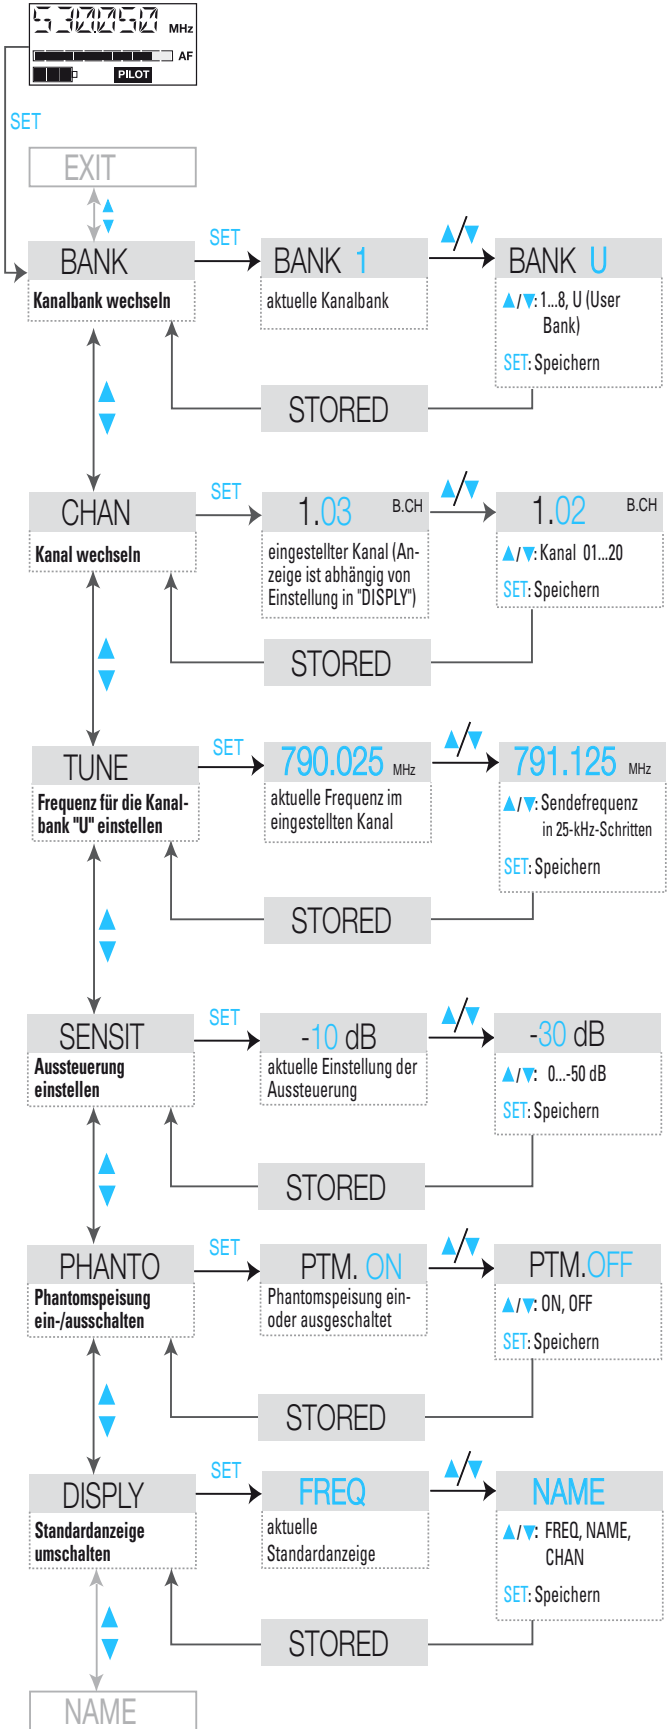 530.050 MHz
AF
PILOT
SET
EXIT
BANK
Kanalbank wechseln
SET
BANK 1
aktuelle Kanalbank
▲/▼
BANK U
▲/▼: 1...8, U (User
Bank)
SET: Speichern
STORED
CHAN
Kanal wechseln
SET
1.03 B.CH
eingestellter Kanal (An-
zeige ist abhängig von
Einstellung in "DISPLY")
▲/▼
1.02 B.CH
▲/▼: Kanal 01...20
SET: Speichern
STORED
TUNE
Frequenz für die Kanal-
bank "U" einstellen
SET
790.025 MHz
aktuelle Frequenz im
eingestellten Kanal
▲/▼
791.125 MHz
▲/▼: Sendefrequenz
in 25-kHz-Schritten
SET: Speichern
STORED
SENSIT
Aussteuerung
einstellen
SET
-10 dB
aktuelle Einstellung der
Aussteuerung
▲/▼
-30 dB
▲/▼: 0...-50 dB
SET: Speichern
STORED
PHANTO
Phantomspeisung
ein-/ausschalten
SET
PTM. ON
Phantomspeisung ein-
oder ausgeschaltet
▲/▼
PTM.OFF
▲/▼: ON, OFF
SET: Speichern
STORED
DISPLY
Standardanzeige
umschalten
SET
FREQ
aktuelle
Standardanzeige
▲/▼
NAME
▲/▼: FREQ, NAME,
CHAN
SET: Speichern
STORED
NAME